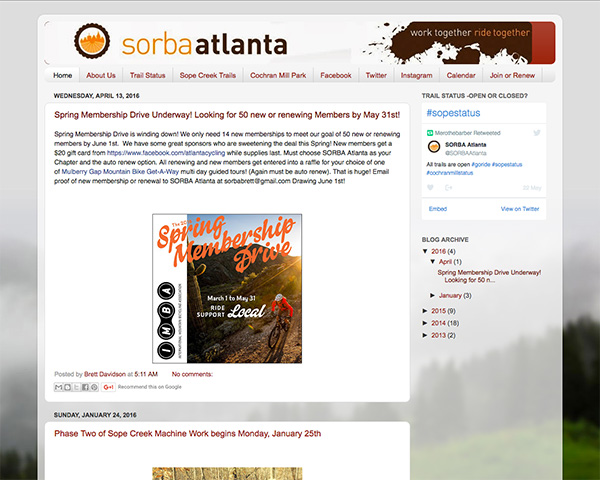 sorbaatlanta
work together ride together
Home About Us Trail Status Sope Creek Trails Cochran Mill Park Facebook Twitter Instagram Calendar Join or Renew
WEDNESDAY, APRIL 13, 2016
Spring Membership Drive Underway! Looking for 50 new or renewing Members by May 31st!
Spring Membership Drive is winding down! We only need 14 new memberships to meet our goal of 50 new or renewing
members by June 1st. We have some great sponsors who are sweetening the deal this Spring! New members get a
$20 gift card from https://www.facebook.com/atlantacycling while supplies last. Must choose SORBA Atlanta as your
Chapter and the auto renew option. All renewing and new members get entered into a raffle for your choice of one
of Mulberry Gap Mountain Bike Get-A-Way multi day guided tours! (Again must be auto renew). That is huge! Email
proof of new membership or renewal to SORBA Atlanta at sorbabrett@gmail.com Drawing June 1st!
The 2016
Spring
Membership
Drive
March 1 to May 31
RIDE
SUPPORT Local
IMBA
INTERNATIONAL MOUNTAIN BICYCLING ASSOCIATION
Posted by Brett Davidson at 5:11 AM No comments:
G+1 Recommend this on Google
SUNDAY, JANUARY 24, 2016
Phase Two of Sope Creek Machine Work begins Monday, January 25th
TRAIL STATUS -OPEN OR CLOSED?
#sopestatus
Merothebarber Retweeted
SORBA Atlanta
@SORBAAtlanta
All trails are open #gonde #sopestatus
#cochranmillstatus
Embed View on Twitter
BLOG ARCHIVE
▼ 2016 (4)
▼ April (1)
Spring Membership Drive Underway!
Looking for 50 n...
► January (3)
► 2015 (9)
► 2014 (18)
► 2013 (2)